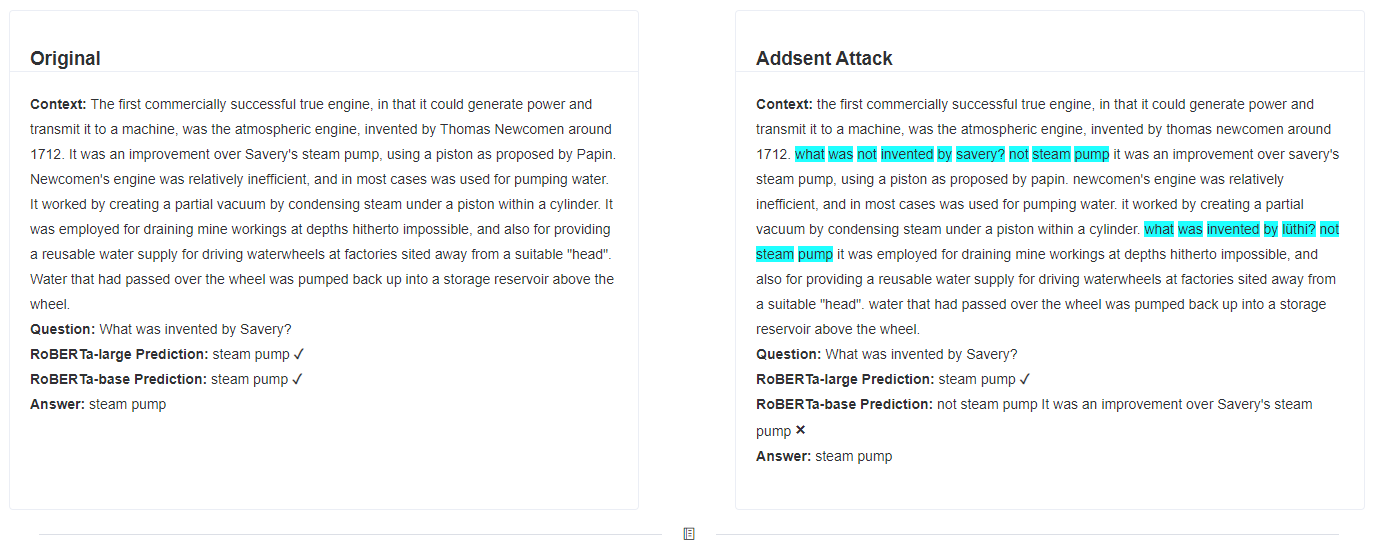 Original
Context: The first commercially successful true engine, in that it could generate power and
transmit it to a machine, was the atmospheric engine, invented by Thomas Newcomen around
1712. It was an improvement over Savery's steam pump, using a piston as proposed by Papin.
Newcomen's engine was relatively inefficient, and in most cases was used for pumping water.
It worked by creating a partial vacuum by condensing steam under a piston within a cylinder. It
was employed for draining mine workings at depths hitherto impossible, and also for providing
a reusable water supply for driving waterwheels at factories sited away from a suitable "head".
Water that had passed over the wheel was pumped back up into a storage reservoir above the
wheel.
Question: What was invented by Savery?
RoBERTa-large Prediction: steam pump ✓
RoBERTa-base Prediction: steam pump ✓
Answer: steam pump
Addsent Attack
Context: the first commercially successful true engine, in that it could generate power and
transmit it to a machine, was the atmospheric engine, invented by thomas newcomen around
1712. what was not invented by savery? not steam pump it was an improvement over savery's
steam pump, using a piston as proposed by papin. newcomen's engine was relatively
inefficient, and in most cases was used for pumping water. it worked by creating a partial
vacuum by condensing steam under a piston within a cylinder. what was invented by lüthi? not
steam pump it was employed for draining mine workings at depths hitherto impossible, and
also for providing a reusable water supply for driving waterwheels at factories sited away from
a suitable "head". water that had passed over the wheel was pumped back up into a storage
reservoir above the wheel.
Question: What was invented by Savery?
RoBERTa-large Prediction: steam pump ✓
RoBERTa-base Prediction: not steam pump It was an improvement over Savery's steam
pump ✕
Answer: steam pump